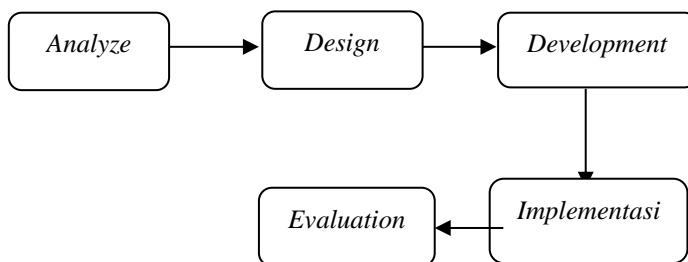 Analyze
Design
Development
Implementasi
Evaluation